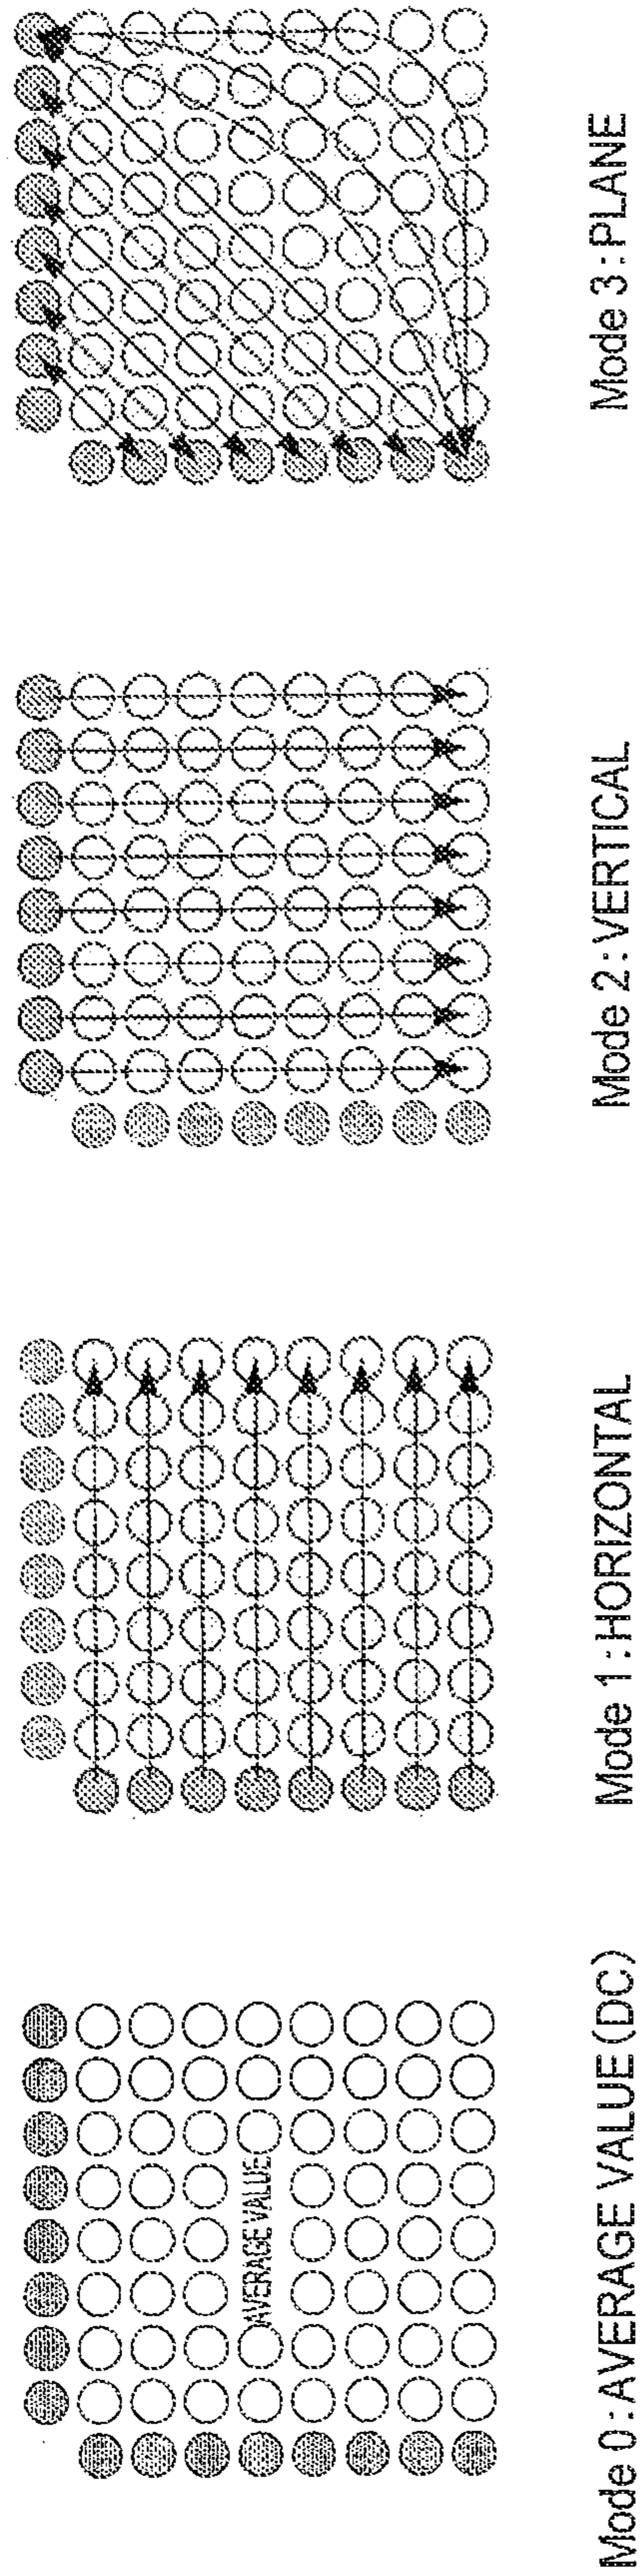 AVERAGE VALUE
Mode 0 : AVERAGE VALUE (DC)
Mode 1 : HORIZONTAL
Mode 2 : VERTICAL
Mode 3 : PLANE